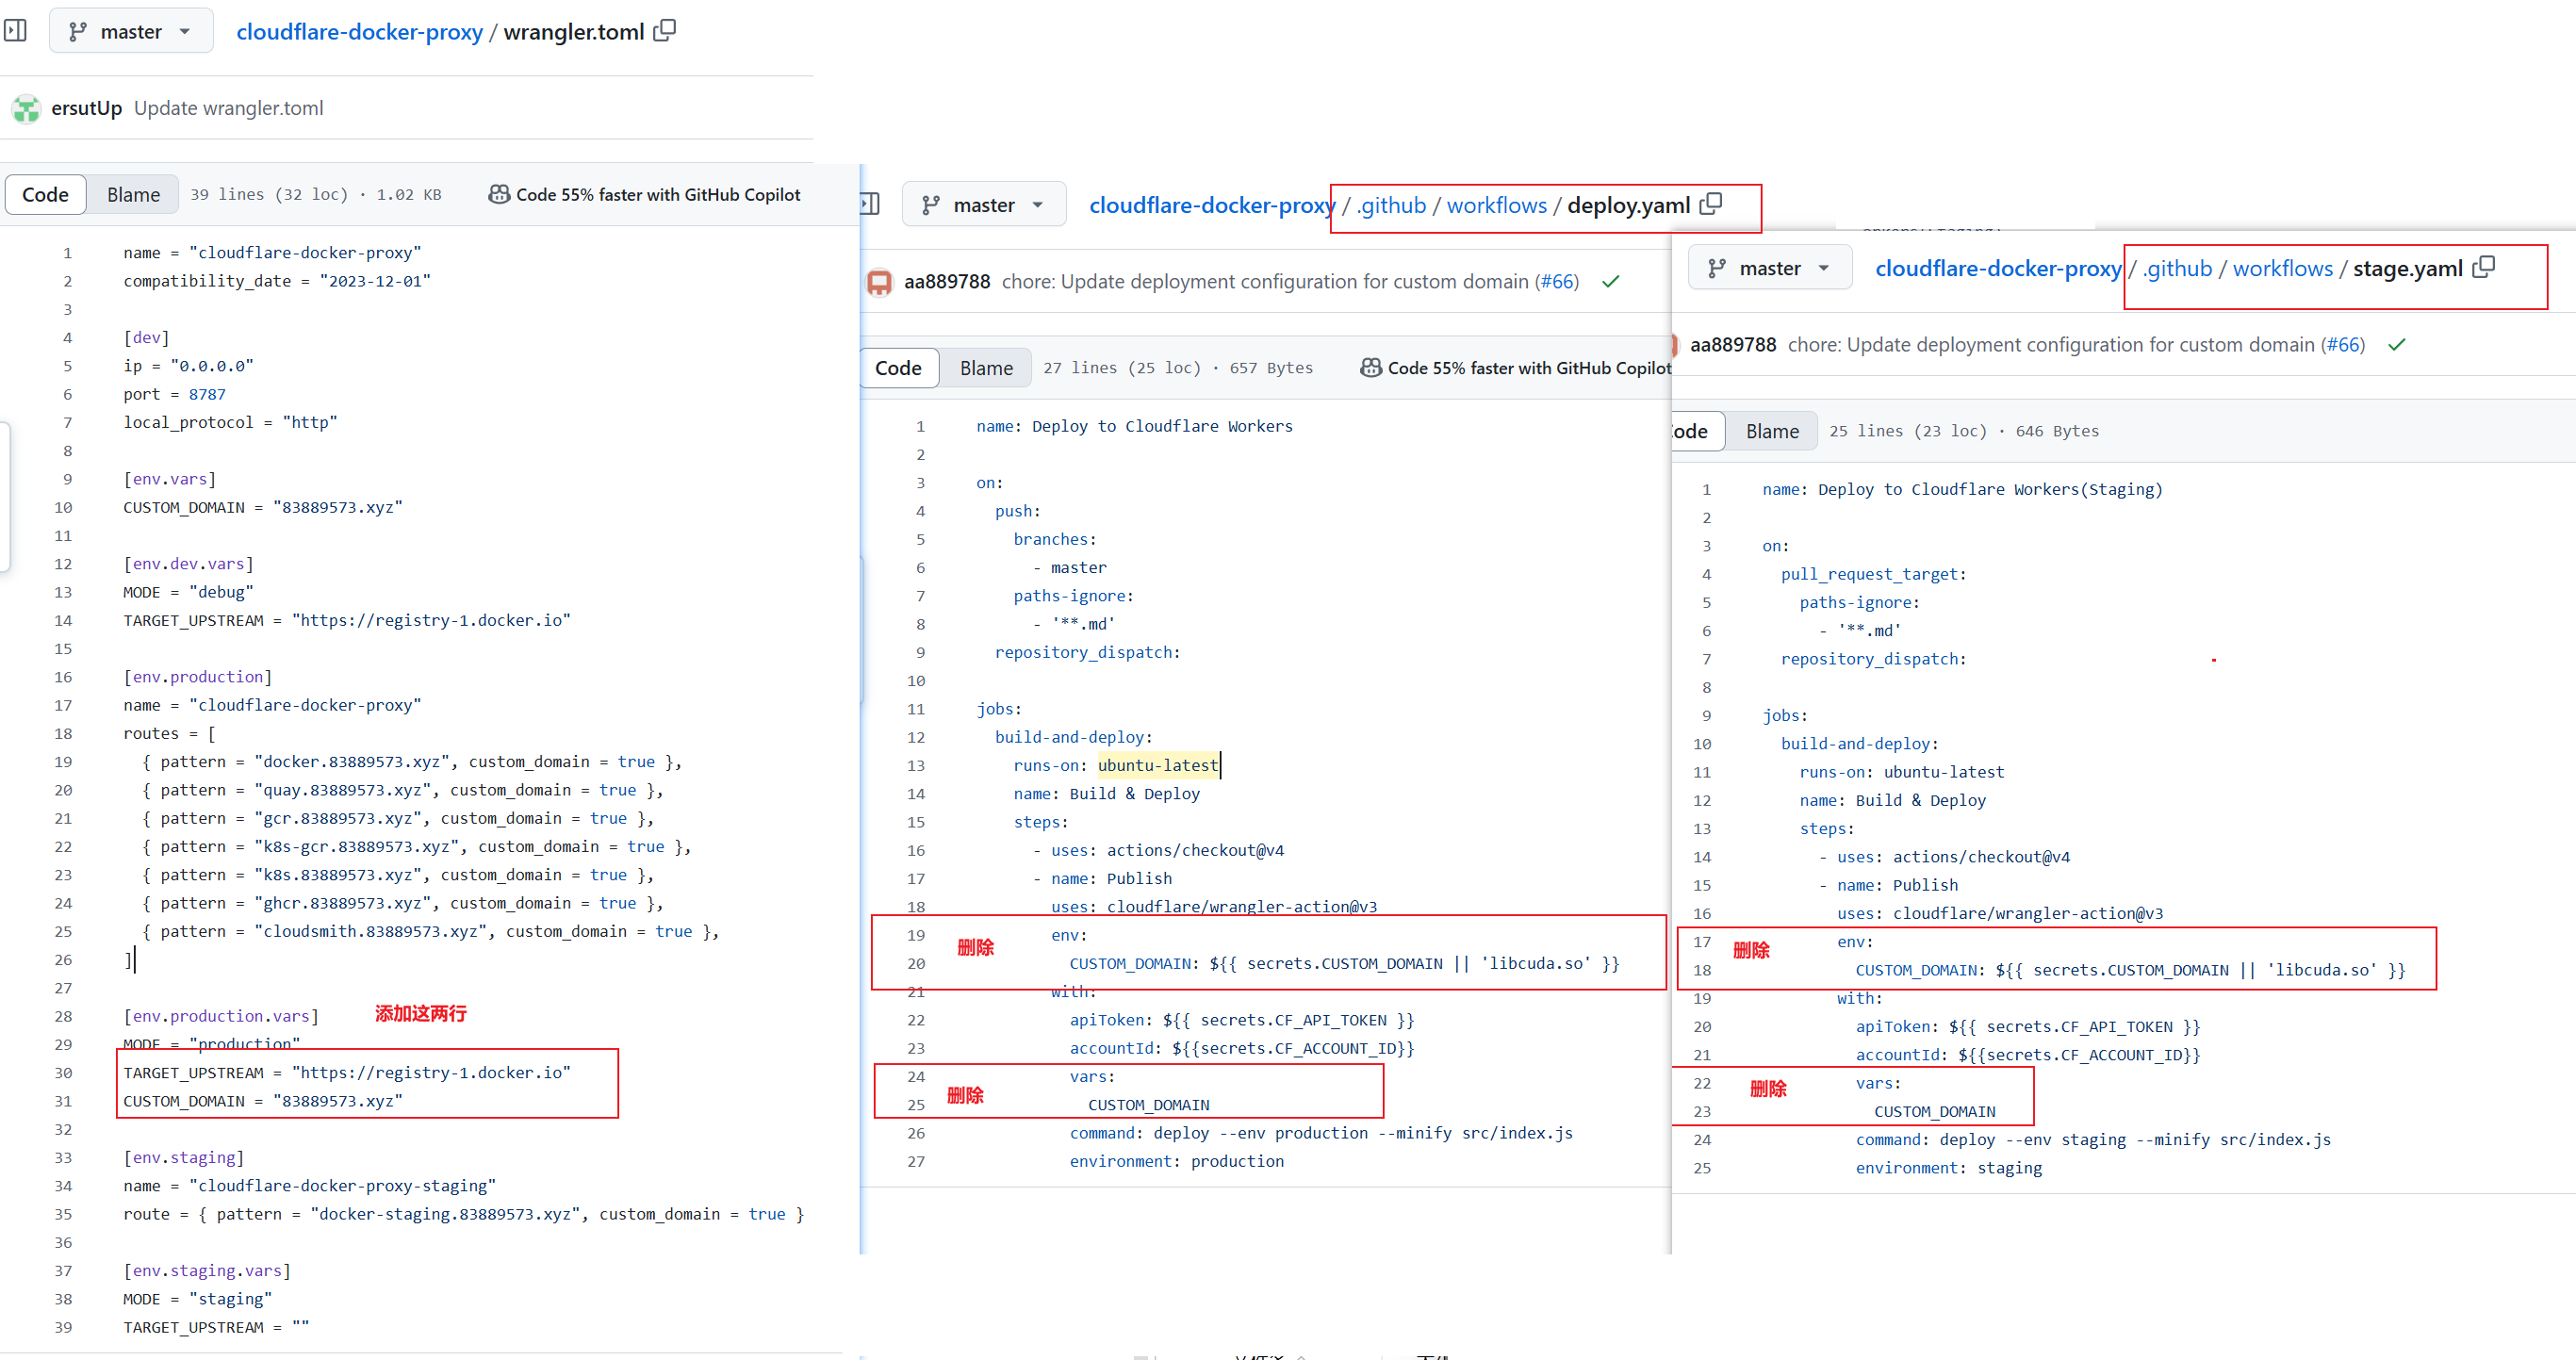 master
cloudflare-docker-proxy / wrangler.toml
ersutUp Update wrangler.toml
Code Blame 39 lines (32 loc) · 1.02 KB Code 55% faster with GitHub Copilot
1 name = "cloudflare-docker-proxy"
2 compatibility_date = "2023-12-01"
3
4 [dev]
5 ip = "0.0.0.0"
6 port = 8787
7 local_protocol = "http"
8
9 [env.vars]
10 CUSTOM_DOMAIN = "83889573.xyz"
11
12 [env.dev.vars]
13 MODE = "debug"
14 TARGET_UPSTREAM = "https://registry-1.docker.io"
15
16 [env.production]
17 name = "cloudflare-docker-proxy"
18 routes = [
19 { pattern = "docker.83889573.xyz", custom_domain = true },
20 { pattern = "quay.83889573.xyz", custom_domain = true },
21 { pattern = "gcr.83889573.xyz", custom_domain = true },
22 { pattern = "k8s-gcr.83889573.xyz", custom_domain = true },
23 { pattern = "k8s.83889573.xyz", custom_domain = true },
24 { pattern = "ghcr.83889573.xyz", custom_domain = true },
25 { pattern = "cloudsmith.83889573.xyz", custom_domain = true },
26 ]
27
28 [env.production.vars] 添加这两行
29 MODE = "production"
30 TARGET_UPSTREAM = "https://registry-1.docker.io"
31 CUSTOM_DOMAIN = "83889573.xyz"
32
33 [env.staging]
34 name = "cloudflare-docker-proxy-staging"
35 route = { pattern = "docker-staging.83889573.xyz", custom_domain = true }
36
37 [env.staging.vars]
38 MODE = "staging"
39 TARGET_UPSTREAM = ""
master
cloudflare-docker-proxy / .github / workflows / deploy.yaml
aa889788 chore: Update deployment configuration for custom domain (#66)
Code Blame 27 lines (25 loc) · 657 Bytes Code 55% faster with GitHub Copilot
1 name: Deploy to Cloudflare Workers
2
3 on:
4 push:
5 branches:
6 - master
7 paths-ignore:
8 - '**.md'
9 repository_dispatch:
10
11 jobs:
12 build-and-deploy:
13 runs-on: ubuntu-latest
14 name: Build & Deploy
15 steps:
16 - uses: actions/checkout@v4
17 - name: Publish
18 uses: cloudflare/wrangler-action@v3
19 env:
删除
20 CUSTOM_DOMAIN: ${{ secrets.CUSTOM_DOMAIN || 'libcuda.so' }}
21 with:
22 apiToken: ${{ secrets.CF_API_TOKEN }}
23 accountId: ${{secrets.CF_ACCOUNT_ID}}
24 vars:
删除
25 CUSTOM_DOMAIN
26 command: deploy --env production --minify src/index.js
27 environment: production
master
cloudflare-docker-proxy / .github / workflows / stage.yaml
aa889788 chore: Update deployment configuration for custom domain (#66)
ode Blame 25 lines (23 loc) · 646 Bytes
1 name: Deploy to Cloudflare Workers(Staging)
2
3 on:
4 pull_request_target:
5 paths-ignore:
6 - '**.md'
7 repository_dispatch:
8
9 jobs:
10 build-and-deploy:
11 runs-on: ubuntu-latest
12 name: Build & Deploy
13 steps:
14 - uses: actions/checkout@v4
15 - name: Publish
16 uses: cloudflare/wrangler-action@v3
17 env:
删除
18 CUSTOM_DOMAIN: ${{ secrets.CUSTOM_DOMAIN || 'libcuda.so' }}
19 with:
20 apiToken: ${{ secrets.CF_API_TOKEN }}
21 accountId: ${{secrets.CF_ACCOUNT_ID}}
22 vars:
删除
23 CUSTOM_DOMAIN
24 command: deploy --env staging --minify src/index.js
25 environment: staging